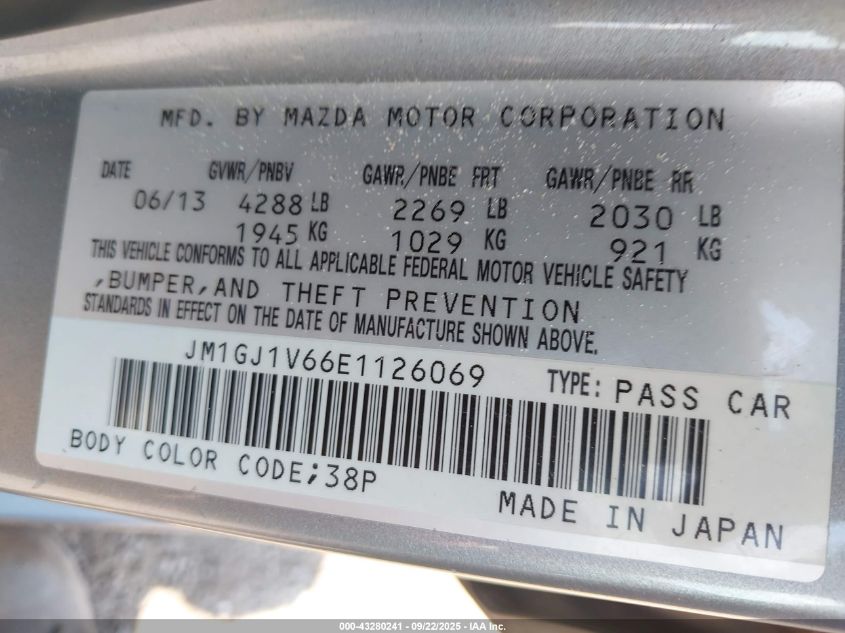 MFD. BY MAZDA MOTOR CORPORATION
DATE GVWR/PNBV GAWR/PNBE FRT GAWR/PNBE RR
06/13 4288 LB 2269 LB 2030 LB
1945 KG 1029 KG 921 KG
THIS VEHICLE CONFORMS TO ALL APPLICABLE FEDERAL MOTOR VEHICLE SAFETY
,BUMPER,AND THEFT PREVENTION
STANDARDS IN EFFECT ON THE DATE OF MANUFACTURE SHOWN ABOVE.
JM1GJ1V66E1126069 TYPE: PASS CAR
BODY COLOR CODE;38P
MADE IN JAPAN
000-43280241 - 09/22/2025 - IAA Inc.